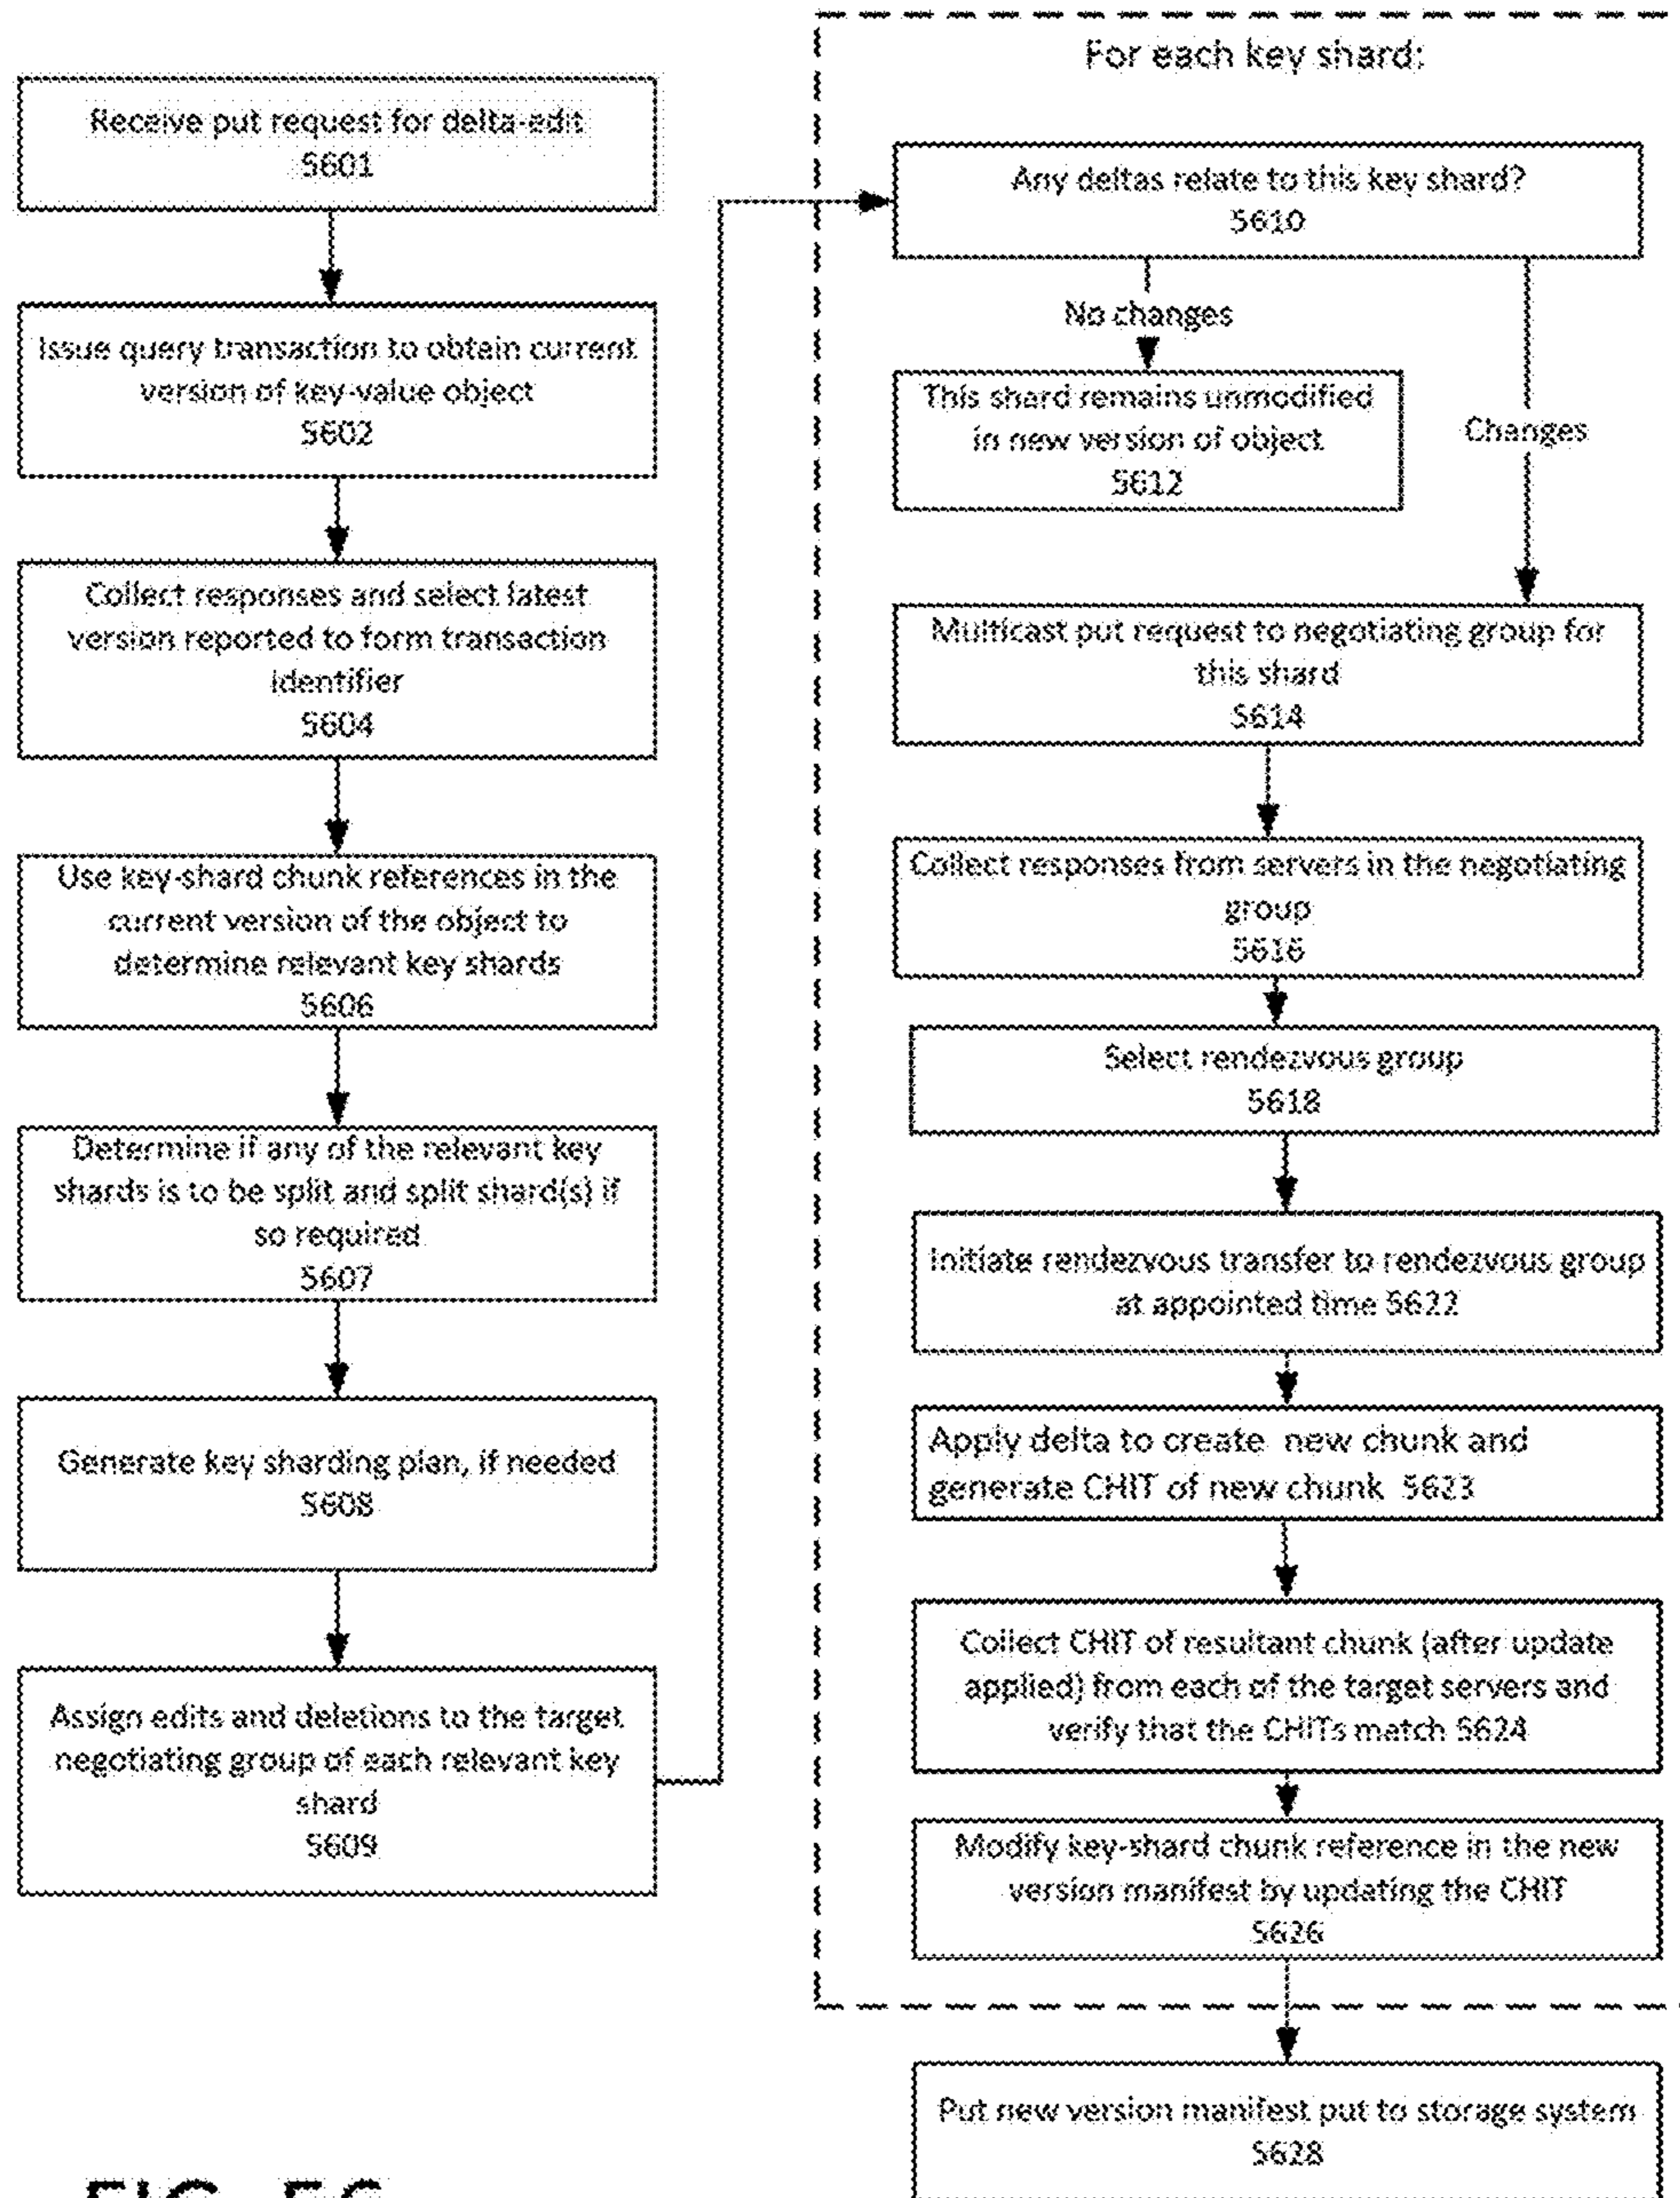 Receive put request for delta-edit
5601
Issue query transaction to obtain current
version of key-value object
5602
Collect responses and select latest
version reported to form transaction
identifier
5604
Use key-shard chunk references in the
current version of the object to
determine relevant key shards
5606
Determine if any of the relevant key
shards is to be split and split shard(s) if
so required
5607
Generate key sharding plan, if needed
5608
Assign edits and deletions to the target
negotiating group of each relevant key
shard
5609
For each key shard:
Any deltas relate to this key shard?
5610
No changes
Changes
This shard remains unmodified
in new version of object
5612
Multicast put request to negotiating group for
this shard
5614
Collect responses from servers in the negotiating
group
5616
Select rendezvous group
5618
Initiate rendezvous transfer to rendezvous group
at appointed time 5622
Apply delta to create new chunk and
generate CHIT of new chunk 5623
Collect CHIT of resultant chunk (after update
applied) from each of the target servers and
verify that the CHITs match 5624
Modify key-shard chunk reference in the new
version manifest by updating the CHIT
5626
Put new version manifest put to storage system
5628
FIG. 56